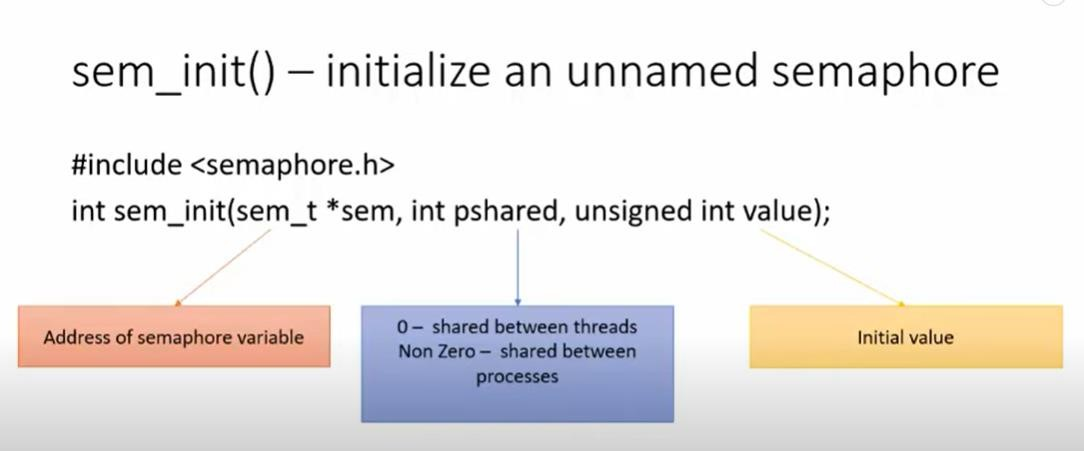 sem_init() – initialize an unnamed semaphore
#include <semaphore.h>
int sem_init(sem_t *sem, int pshared, unsigned int value);
Address of semaphore variable
0 – shared between threads
Non Zero – shared between
processes
Initial value